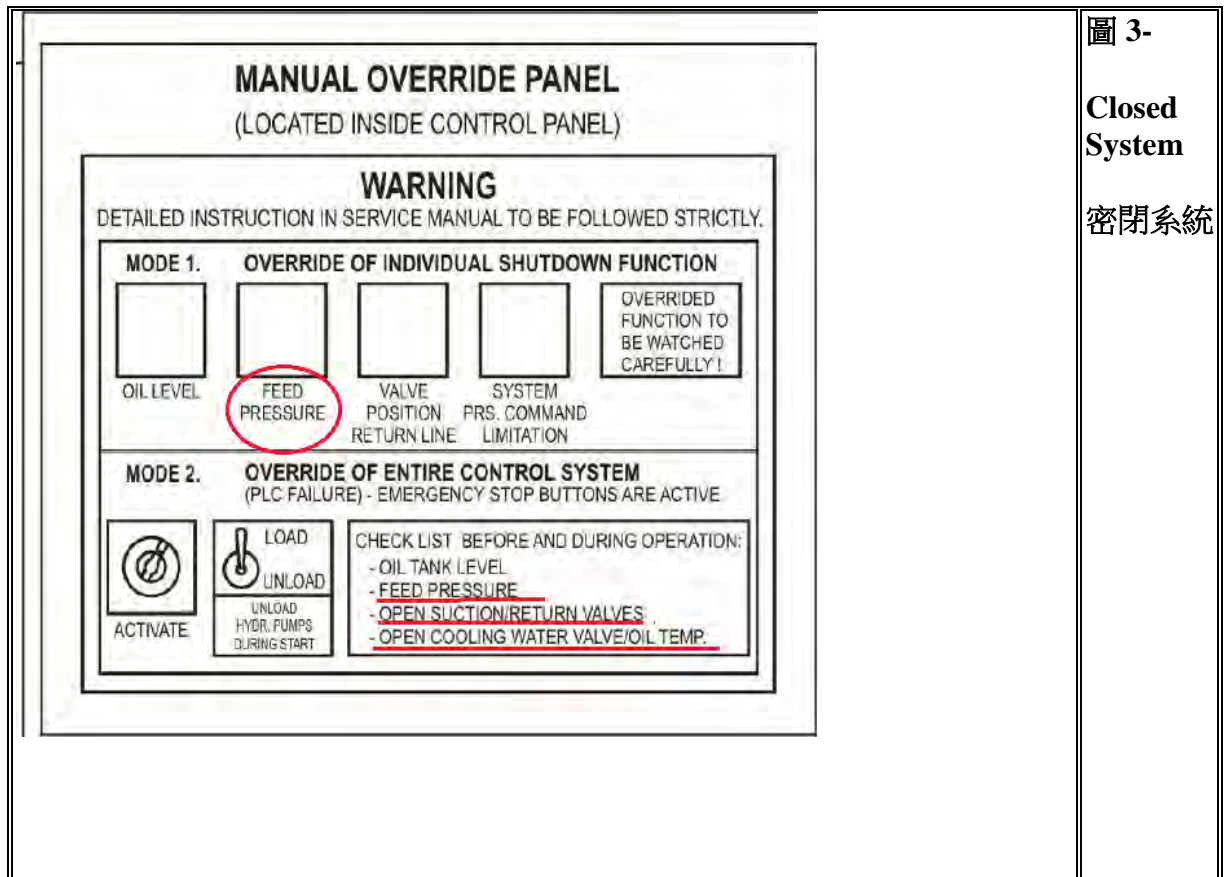 MANUAL OVERRIDE PANEL
(LOCATED INSIDE CONTROL PANEL)
WARNING
DETAILED INSTRUCTION IN SERVICE MANUAL TO BE FOLLOWED STRICTLY.
MODE 1. OVERRIDE OF INDIVIDUAL SHUTDOWN FUNCTION
OVERRIDED
FUNCTION TO
BE WATCHED
CAREFULLY !
OIL LEVEL
FEED
PRESSURE
VALVE
POSITION
RETURN LINE
SYSTEM
PRS. COMMAND
LIMITATION
MODE 2. OVERRIDE OF ENTIRE CONTROL SYSTEM
(PLC FAILURE) - EMERGENCY STOP BUTTONS ARE ACTIVE
ACTIVATE
LOAD
UNLOAD
UNLOAD
HYDR. PUMPS
DURING START
CHECK LIST BEFORE AND DURING OPERATION:
- OIL TANK LEVEL
- FEED PRESSURE
- OPEN SUCTION/RETURN VALVES
- OPEN COOLING WATER VALVE/OIL TEMP.
圖 3-
Closed
System
密閉系統